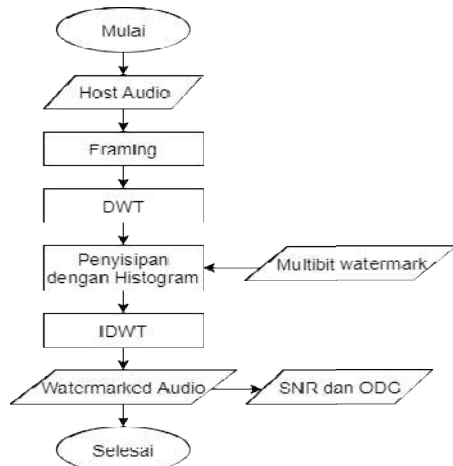 Mulai
Host Audio
Framing
DWT
Penyisipan
dengan Histogram
Multibit watermark
IDWT
Watermarked Audio
SNR dan ODG
Selesai